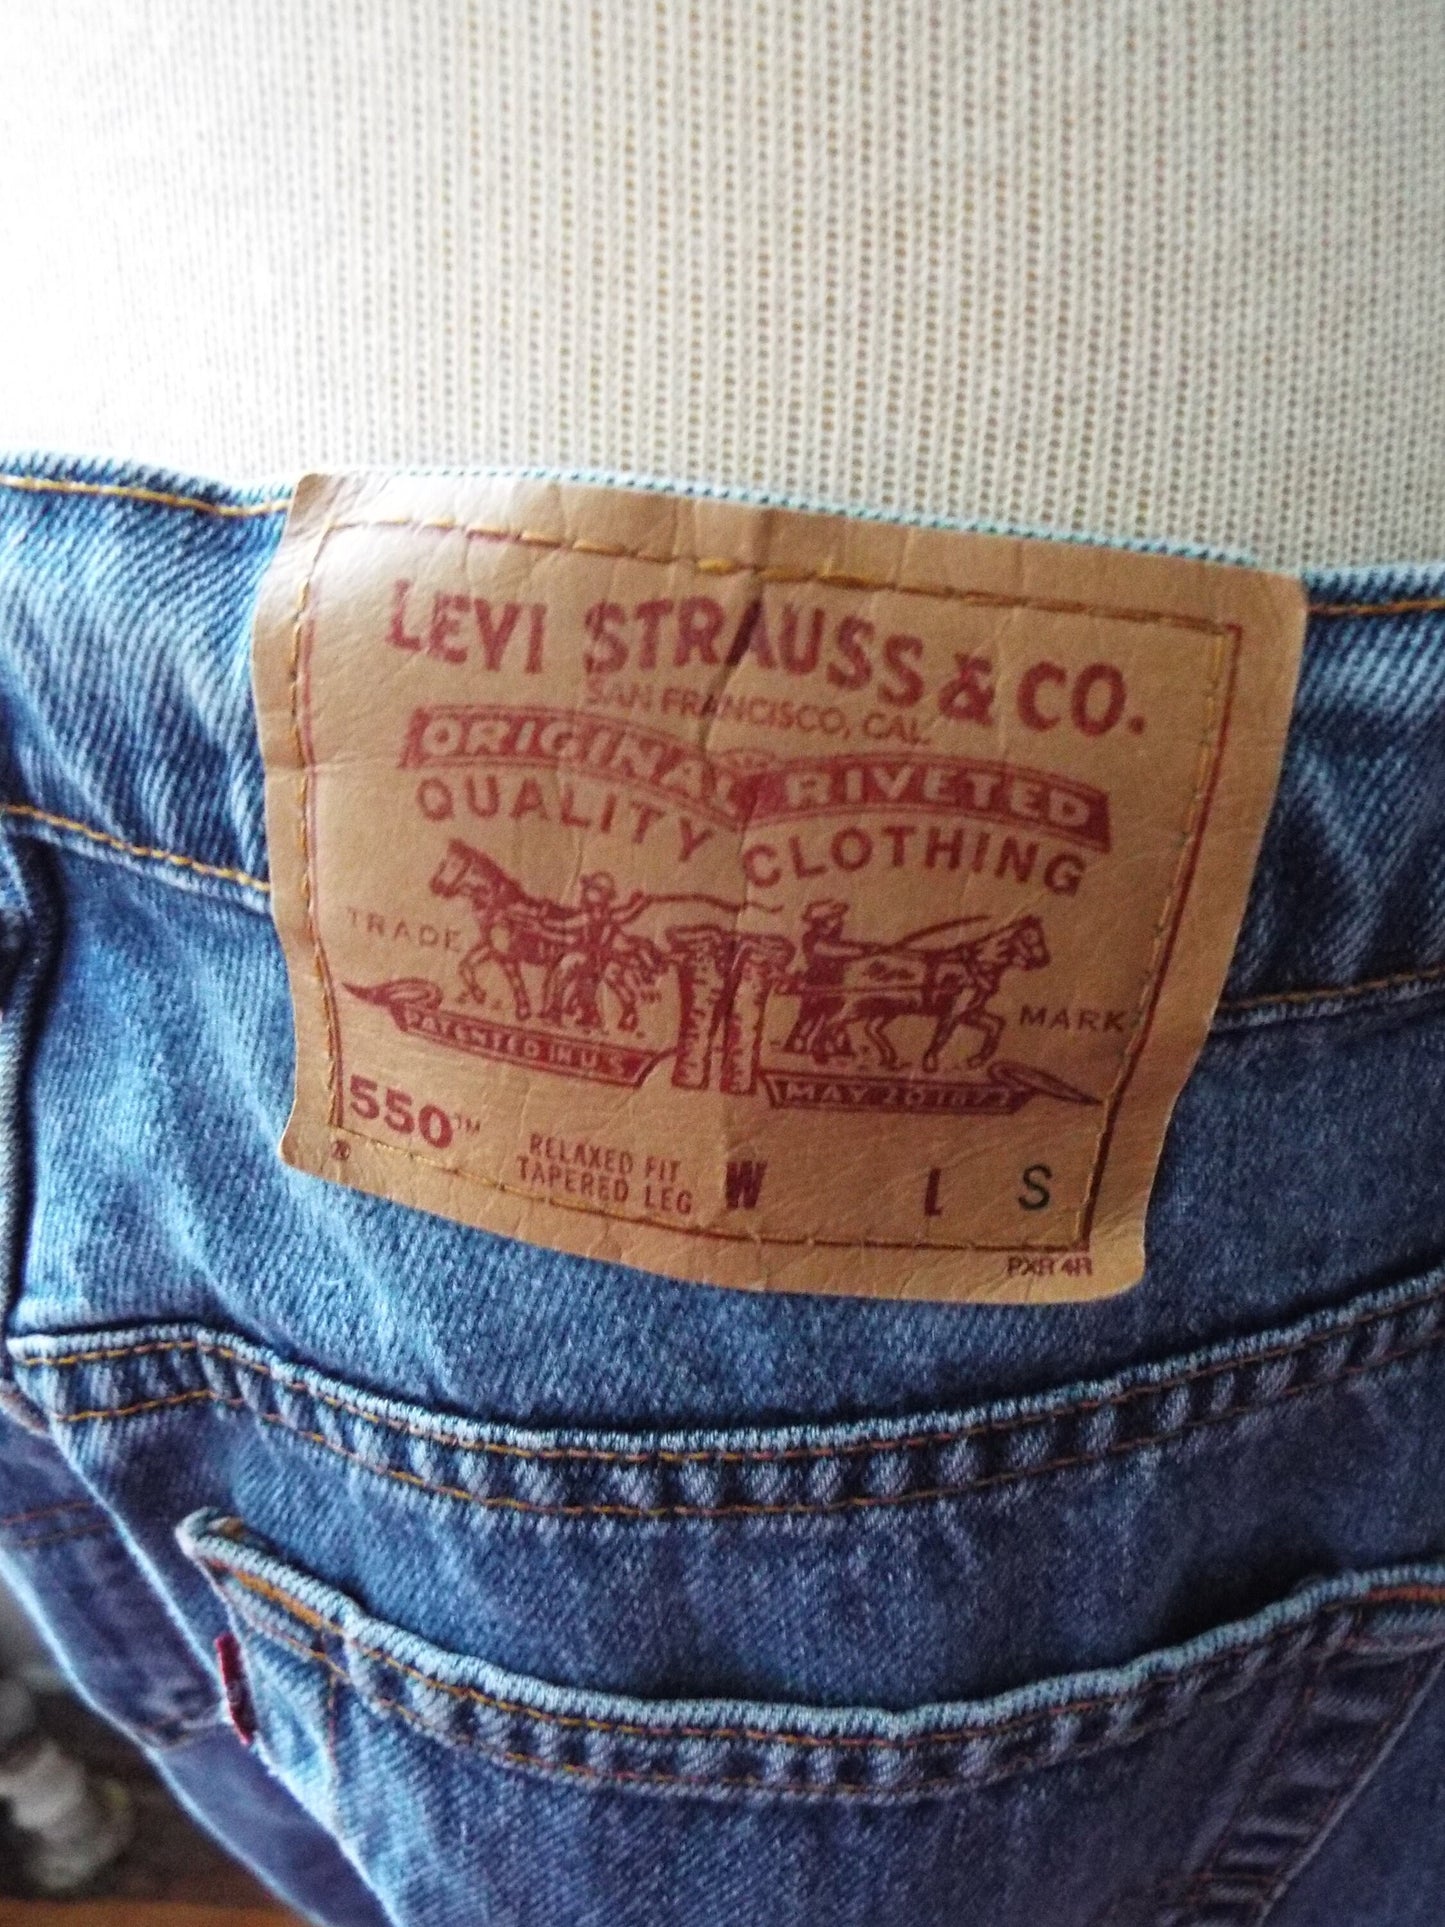 LEVI STRAUSS & CO.
SAN FRANCISCO, CAL.
ORIGINAL RIVETED
QUALITY CLOTHING
TRADE MARK
PATENTED IN U.S. MAY 20 1873
550™
RELAXED FIT
TAPERED LEG
W L S
®
PXR 4R